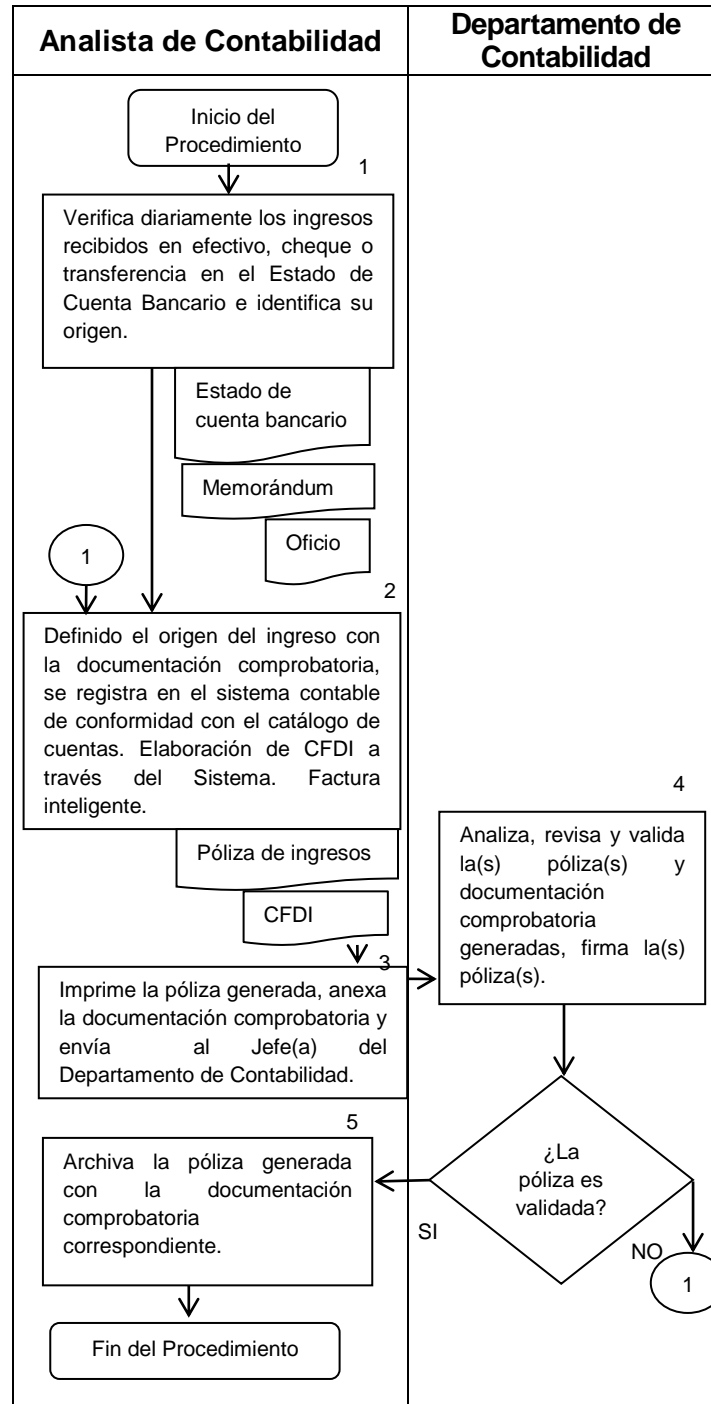 Analista de Contabilidad
Departamento de
Contabilidad
Inicio del
Procedimiento
1
Verifica diariamente los ingresos
recibidos en efectivo, cheque o
transferencia en el Estado de
Cuenta Bancario e identifica su
origen.
Estado de
cuenta bancario
Memorándum
Oficio
1
2
Definido el origen del ingreso con
la documentación comprobatoria,
se registra en el sistema contable
de conformidad con el catálogo de
cuentas. Elaboración de CFDI a
través del Sistema. Factura
inteligente.
Póliza de ingresos
CFDI
3
Imprime la póliza generada, anexa
la documentación comprobatoria y
envía al Jefe(a) del
Departamento de Contabilidad.
4
Analiza, revisa y valida
la(s) póliza(s) y
documentación
comprobatoria
generadas, firma la(s)
póliza(s).
¿La
póliza es
validada?
SI
NO
1
5
Archiva la póliza generada
con la documentación
comprobatoria
correspondiente.
Fin del Procedimiento